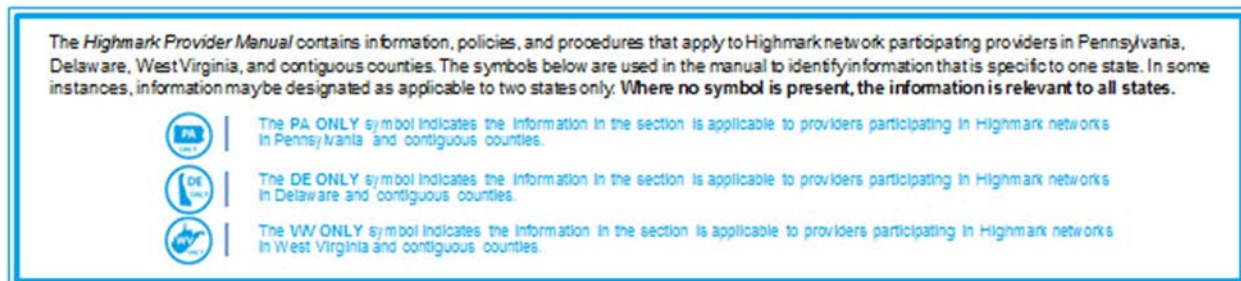 The Highmark Provider Manual contains information, policies, and procedures that apply to Highmark network participating providers in Pennsylvania,
Delaware, West Virginia, and contiguous counties. The symbols below are used in the manual to identify information that is specific to one state. In some
instances, information may be designated as applicable to two states only. Where no symbol is present, the information is relevant to all states.
PA
ONLY
The PA ONLY symbol indicates the information in the section is applicable to providers participating in Highmark networks
in Pennsylvania and contiguous counties.
DE
ONLY
The DE ONLY symbol indicates the information in the section is applicable to providers participating in Highmark networks
in Delaware and contiguous counties.
WV
ONLY
The WV ONLY symbol indicates the information in the section is applicable to providers participating in Highmark networks
in West Virginia and contiguous counties.